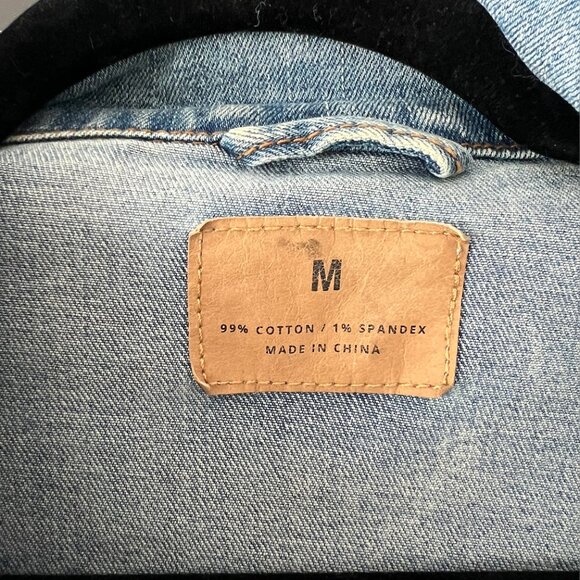 M
99% COTTON / 1% SPANDEX
MADE IN CHINA